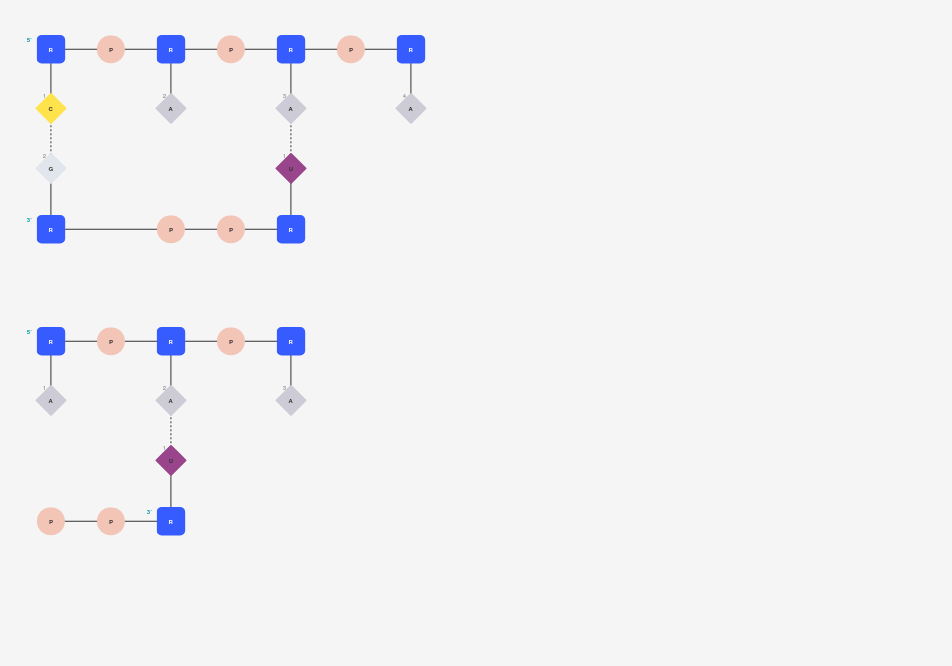 5' R P R P R P R
1 2 3 4
C A A A
2 1
G U
3' R P P R
5' R P R P R
1 2 3
A A A
1
U
P P 3' R